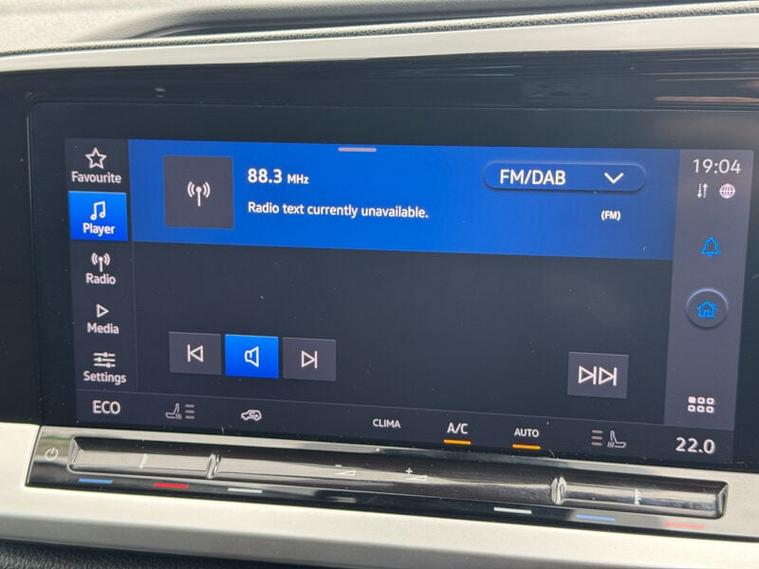 Favourite
Player
Radio
Media
Settings
88.3 MHz
Radio text currently unavailable.
FM/DAB
(FM)
19:04
ECO
CLIMA
A/C
AUTO
22.0